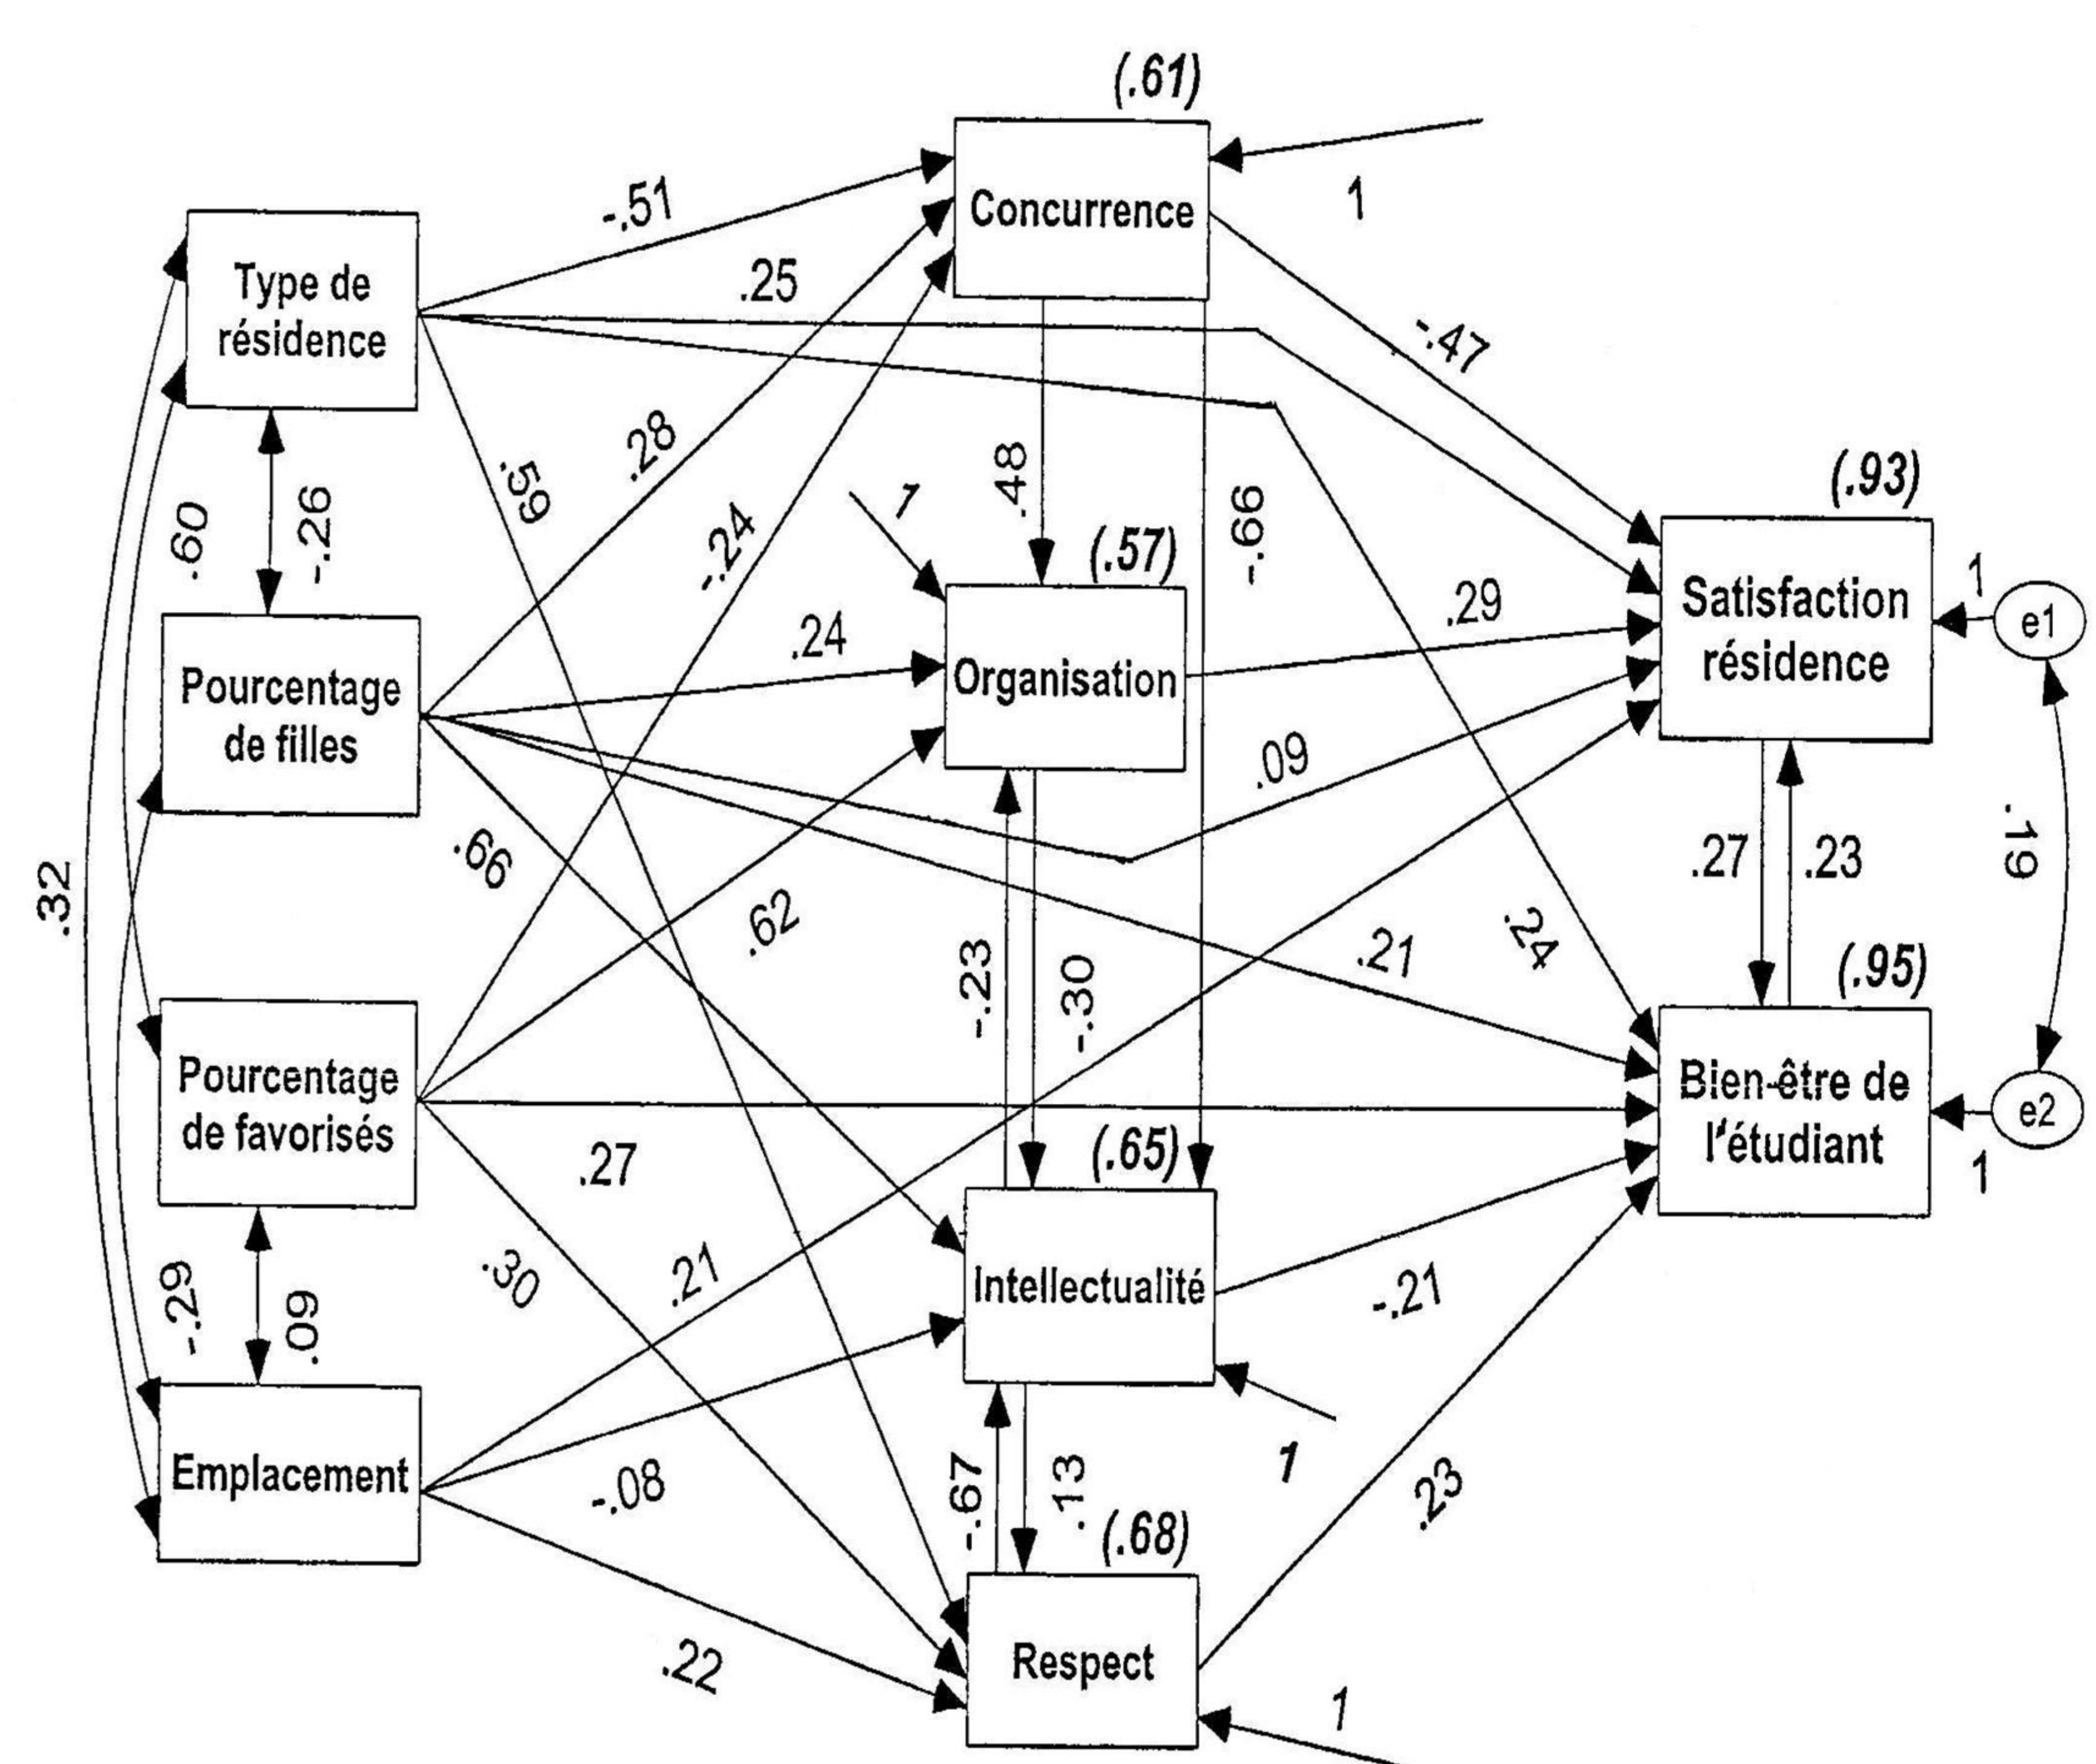 (.61)
Concurrence
1
-.51
Type de
résidence
.25
-.47
.28
.59
-.24
.48
1
-.66
(.93)
.60
-.26
(.57)
Satisfaction
résidence
1
e1
.29
.24
Organisation
Pourcentage
de filles
.09
.27
.23
.19
.66
.32
.62
-.23
-.30
.21
.24
(.95)
Pourcentage
de favorisés
Bien-être de
l'étudiant
e2
1
.27
(.65)
-.29
.09
.30
.21
Intellectualité
-.21
Emplacement
-.08
-.67
.13
1
.23
(.68)
Respect
.22
1